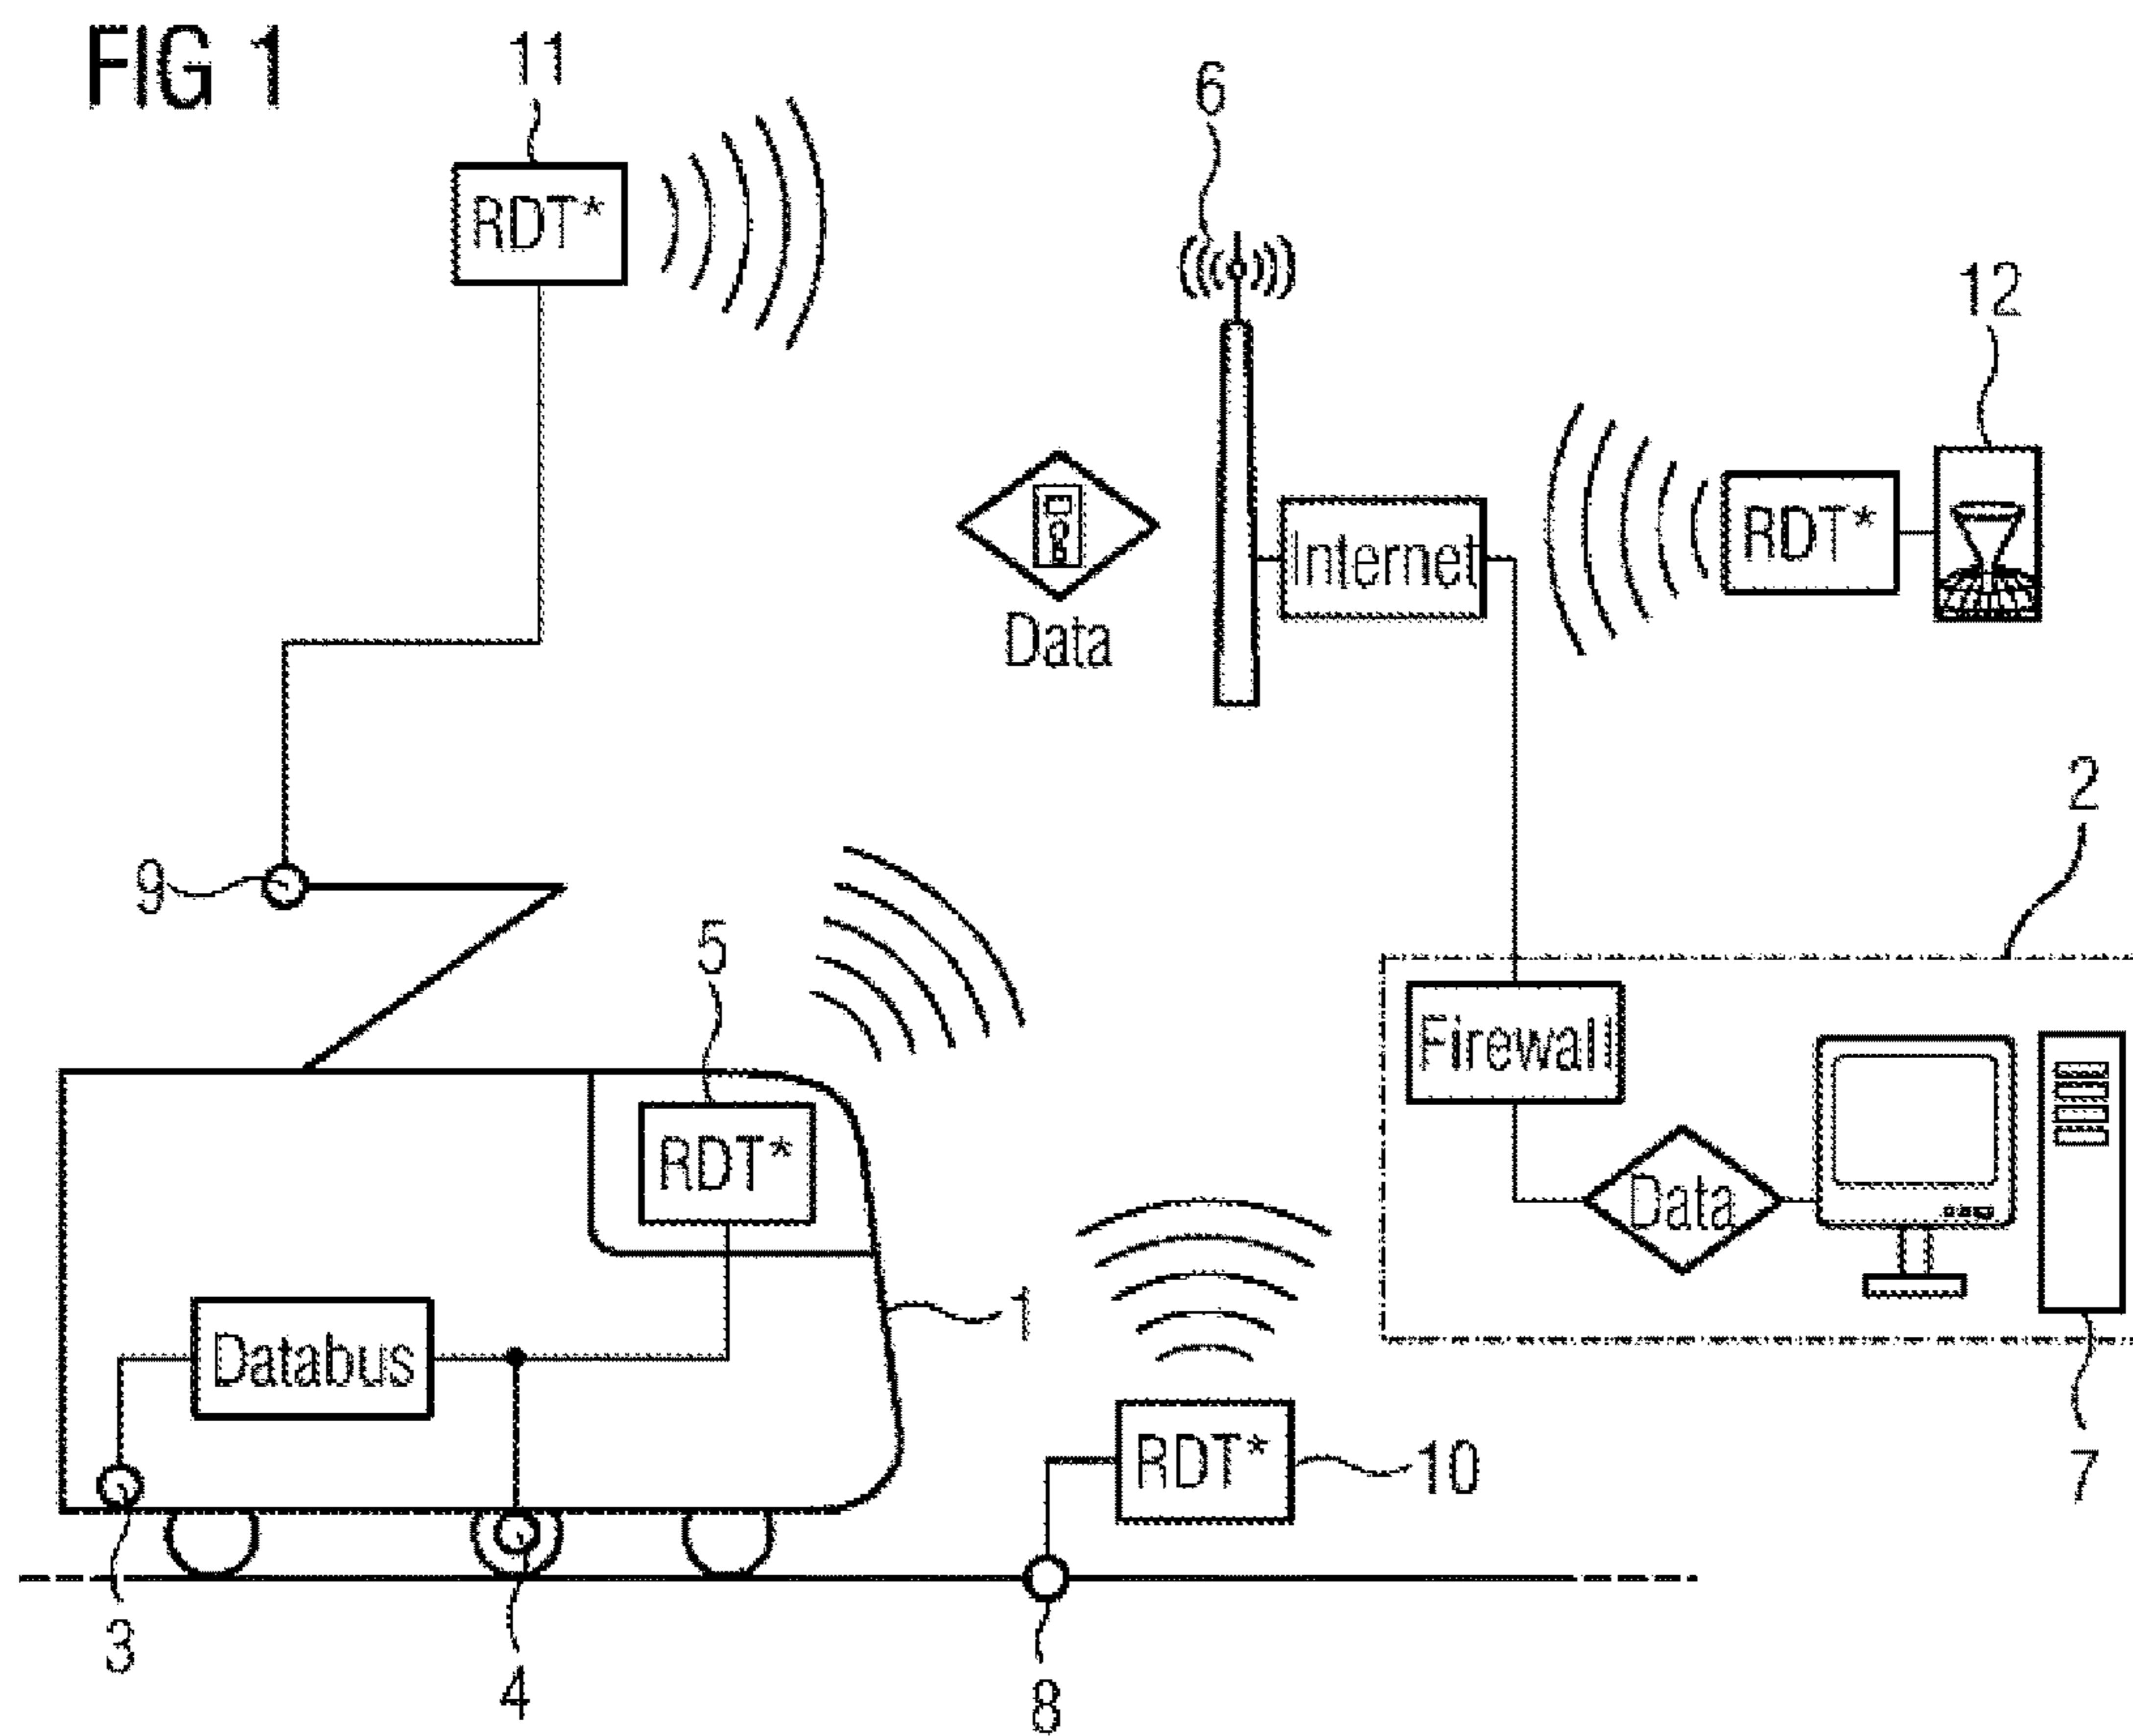 FIG 1
11
6
RDT*
12
RDT*
Internet
Data
2
9
5
Firewall
RDT*
Data
1
Databus
RDT*
10
7
3
4
8